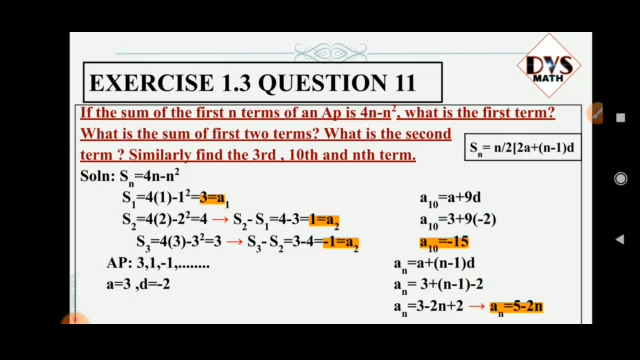 DVS
MATH
EXERCISE 1.3 QUESTION 11
If the sum of the first n terms of an Ap is 4n-n², what is the first term?
What is the sum of first two terms? What is the second
term ? Similarly find the 3rd, 10th and nth term.
Sₙ= n/2[2a+(n-1)d
Soln: Sₙ=4n-n²
S₁=4(1)-1²=3=a₁
S₂=4(2)-2²=4 → S₂- S₁=4-3=1=a₂
S₃=4(3)-3²=3 → S₃- S₂=3-4=-1=a₂
AP: 3,1,-1,........
a=3 ,d=-2
a₁₀=a+9d
a₁₀=3+9(-2)
a₁₀=-15
aₙ=a+(n-1)d
aₙ= 3+(n-1)-2
aₙ=3-2n+2 → aₙ=5-2n